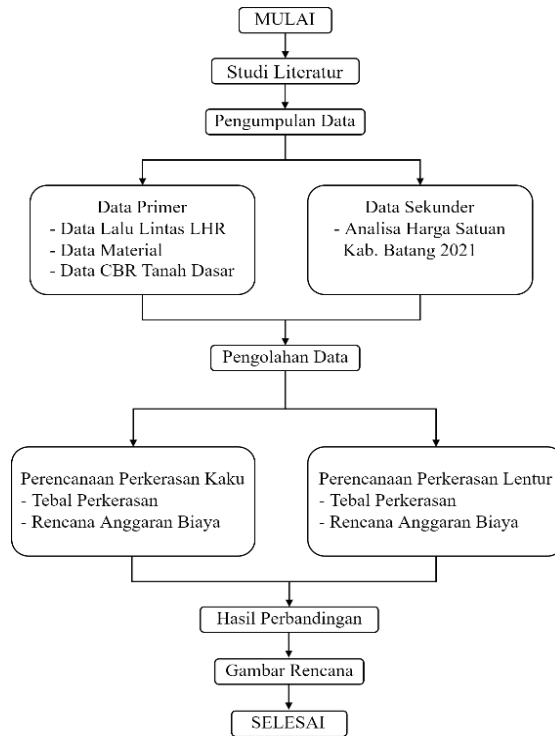 MULAI
Studi Literatur
Pengumpulan Data
Data Primer
- Data Lalu Lintas LHR
- Data Material
- Data CBR Tanah Dasar
Data Sekunder
- Analisa Harga Satuan
Kab. Batang 2021
Pengolahan Data
Perencanaan Perkerasan Kaku
- Tebal Perkerasan
- Rencana Anggaran Biaya
Perencanaan Perkerasan Lentur
- Tebal Perkerasan
- Rencana Anggaran Biaya
Hasil Perbandingan
Gambar Rencana
SELESAI